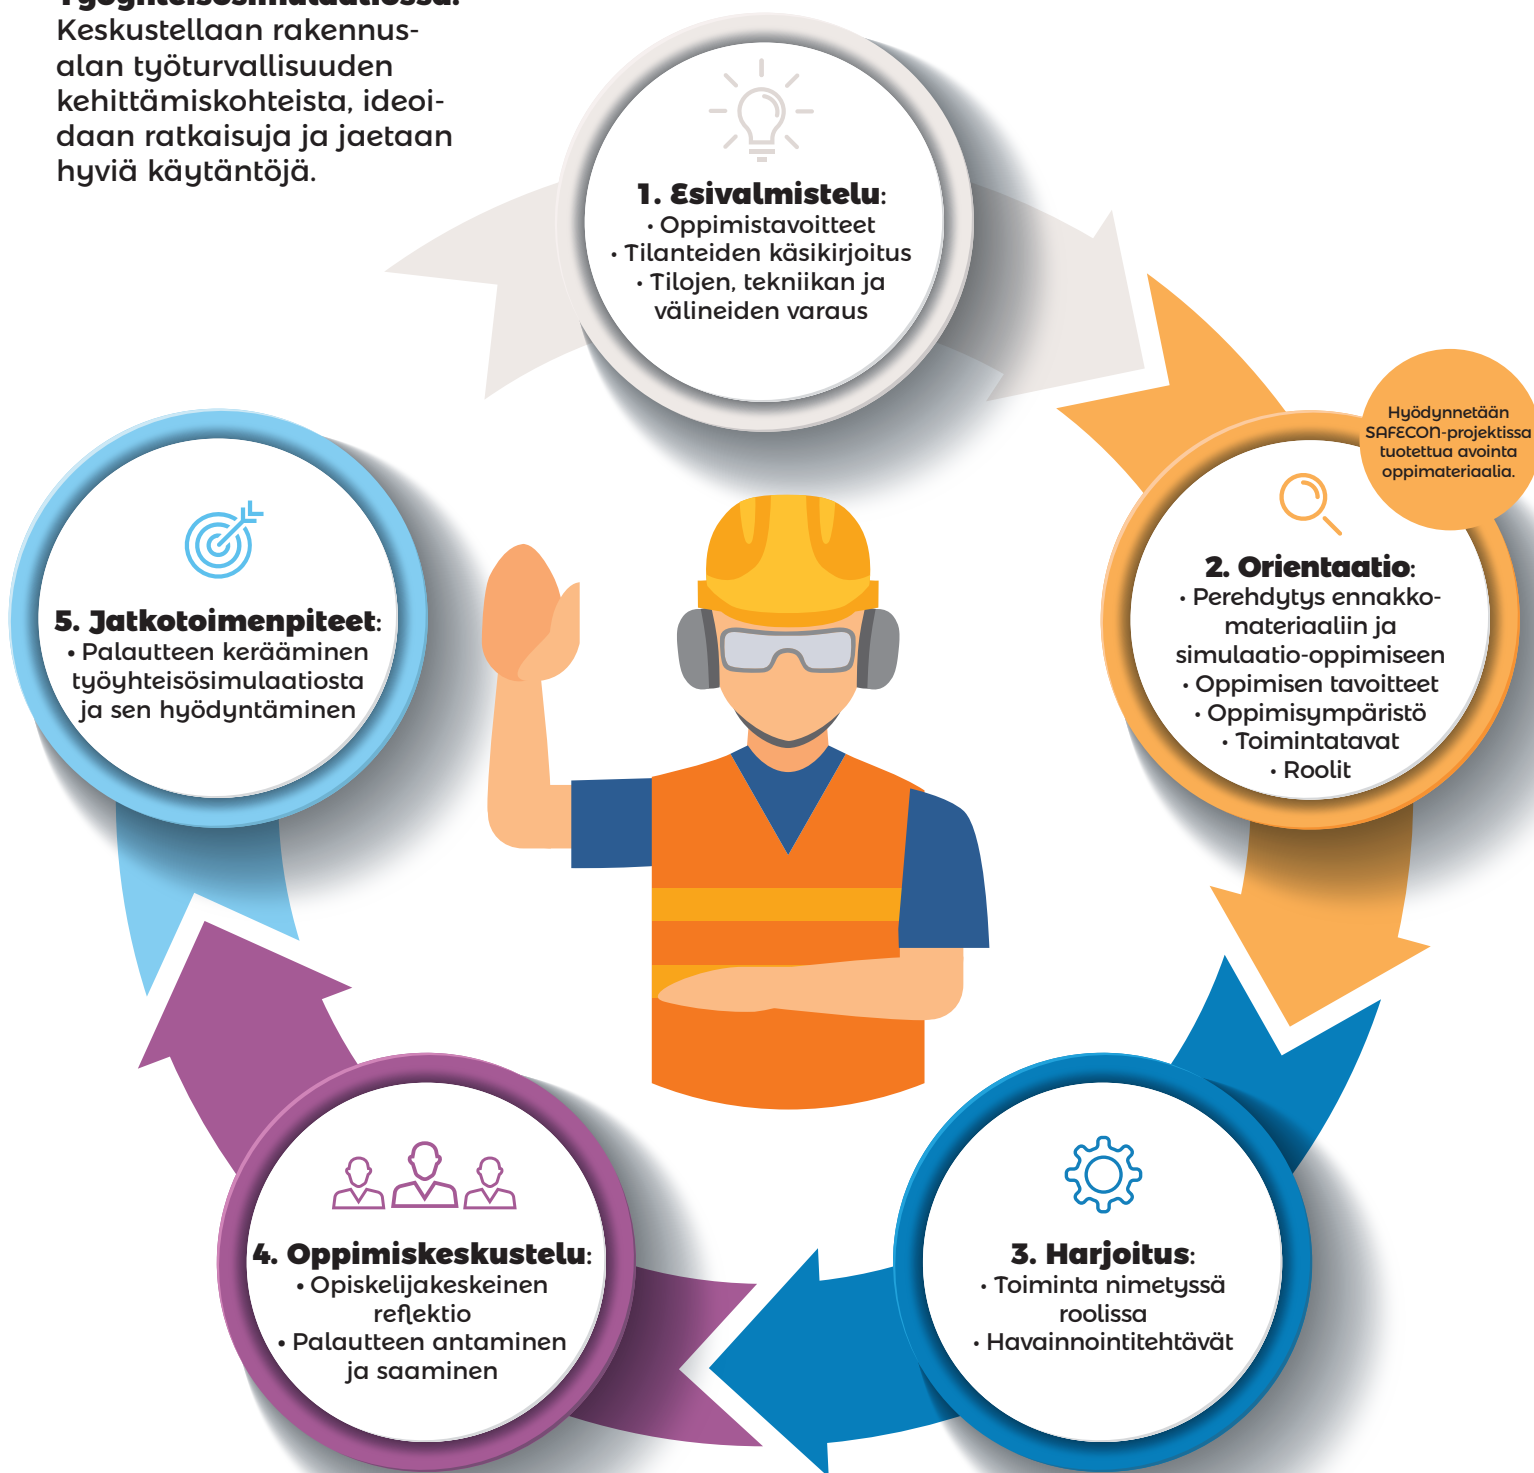 Työyhteisösimulaatiossa:
Keskustellaan rakennus-
alan työturvallisuuden
kehittämiskohteista, ideoi-
daan ratkaisuja ja jaetaan
hyviä käytäntöjä.
1. Esivalmistelu:
• Oppimistavoitteet
• Tilanteiden käsikirjoitus
• Tilojen, tekniikan ja
välineiden varaus
Hyödynnetään
SAFECON-projektissa
tuotettua avointa
oppimateriaalia.
2. Orientaatio:
• Perehdytys ennakko-
materiaaliin ja
simulaatio-oppimiseen
• Oppimisen tavoitteet
• Oppimisympäristö
• Toimintatavat
• Roolit
3. Harjoitus:
• Toiminta nimetyssä
roolissa
• Havainnointitehtävät
4. Oppimiskeskustelu:
• Opiskelijakeskeinen
reflektio
• Palautteen antaminen
ja saaminen
5. Jatkotoimenpiteet:
• Palautteen kerääminen
työyhteisösimulaatiosta
ja sen hyödyntäminen